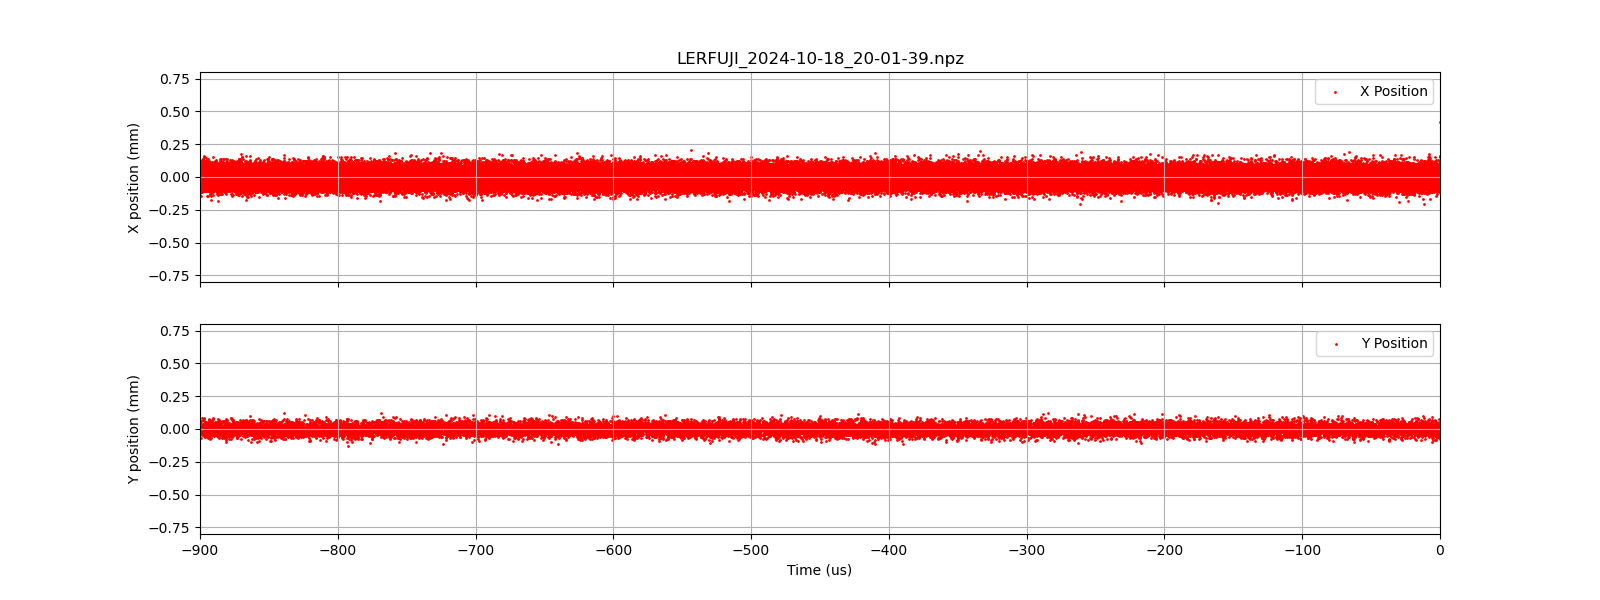 LERFUJI_2024-10-18_20-01-39.npz
X position (mm)
0.75
0.50
0.25
0.00
−0.25
−0.50
−0.75
X Position
Y position (mm)
0.75
0.50
0.25
0.00
−0.25
−0.50
−0.75
Y Position
−900 −800 −700 −600 −500 −400 −300 −200 −100 0
Time (us)